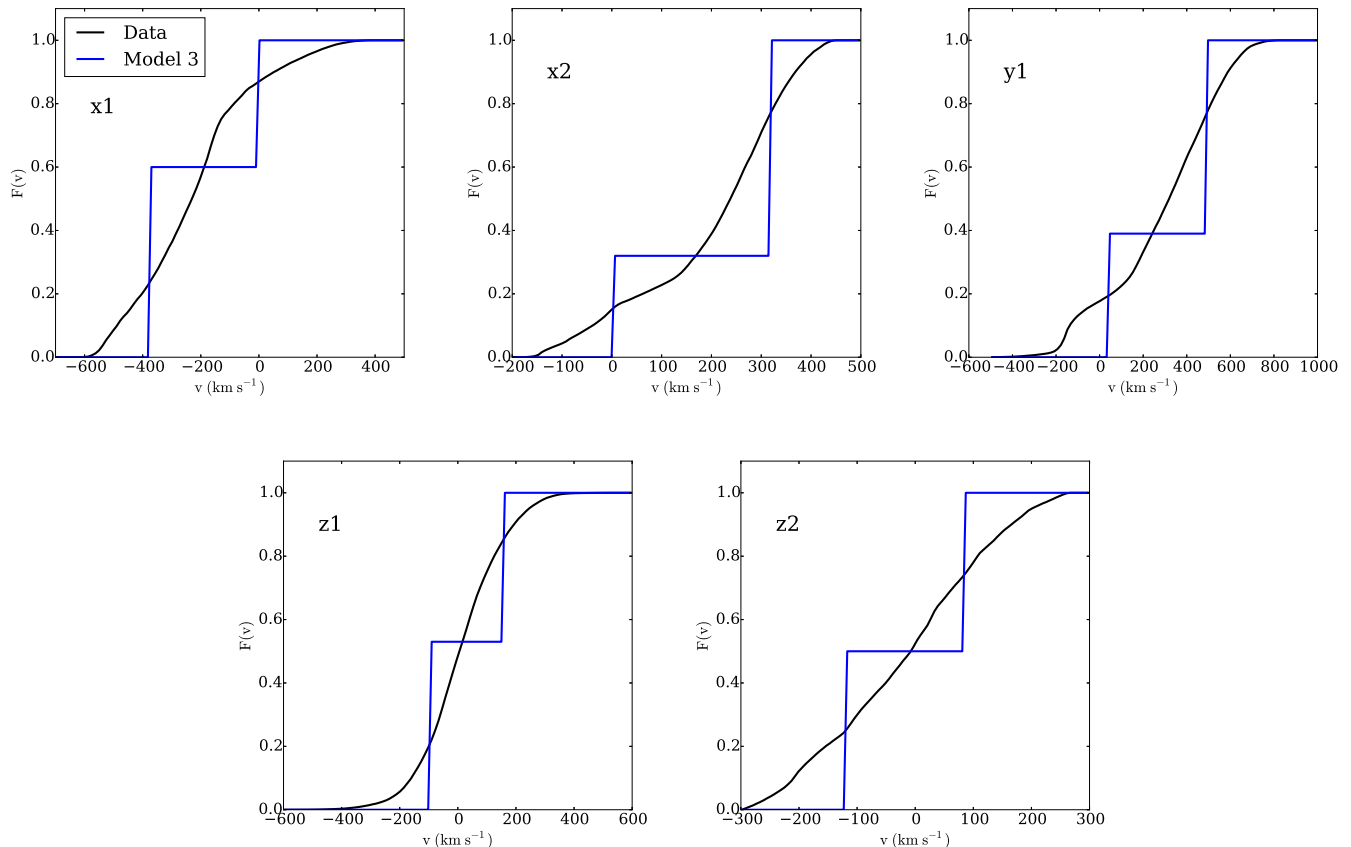 Data
Model 3
x1
1.0
0.8
0.6
0.4
0.2
0.0
F(v)
−600 −400 −200 0 200 400
v (km s⁻¹)
x2
1.0
0.8
0.6
0.4
0.2
0.0
F(v)
−200 −100 0 100 200 300 400 500
v (km s⁻¹)
y1
1.0
0.8
0.6
0.4
0.2
0.0
F(v)
−600 −400 −200 0 200 400 600 800 1000
v (km s⁻¹)
z1
1.0
0.8
0.6
0.4
0.2
0.0
F(v)
−600 −400 −200 0 200 400 600
v (km s⁻¹)
z2
1.0
0.8
0.6
0.4
0.2
0.0
F(v)
−300 −200 −100 0 100 200 300
v (km s⁻¹)